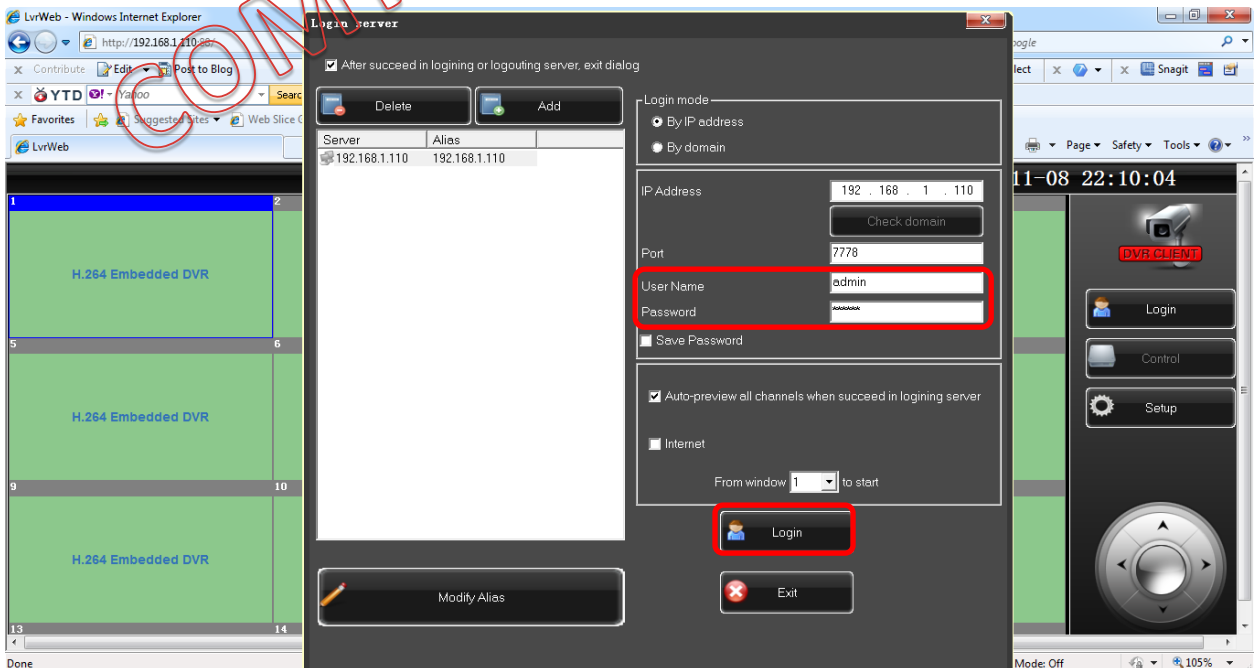 LvrWeb - Windows Internet Explorer
http://192.168.1.110:88/
oogle
x Contribute Edit Post to Blog
lect x x Snagit
x YTD Y! - Yahoo Searc
Favorites Suggested Sites Web Slice G
LvrWeb
Page Safety Tools
COM
Login server
After succeed in logining or logouting server, exit dialog
Delete Add
Server Alias
192.168.1.110 192.168.1.110
Modify Alias
Login mode
By IP address
By domain
IP Address 192 . 168 . 1 . 110
Check domain
Port 7778
User Name admin
Password ******
Save Password
Auto-preview all channels when succeed in logining server
Internet
From window 1 to start
Login
Exit
11-08 22:10:04
DVR CLIENT
Login
Control
Setup
1 2
H.264 Embedded DVR
5 6
H.264 Embedded DVR
9 10
H.264 Embedded DVR
13 14
Done
Mode: Off 105%